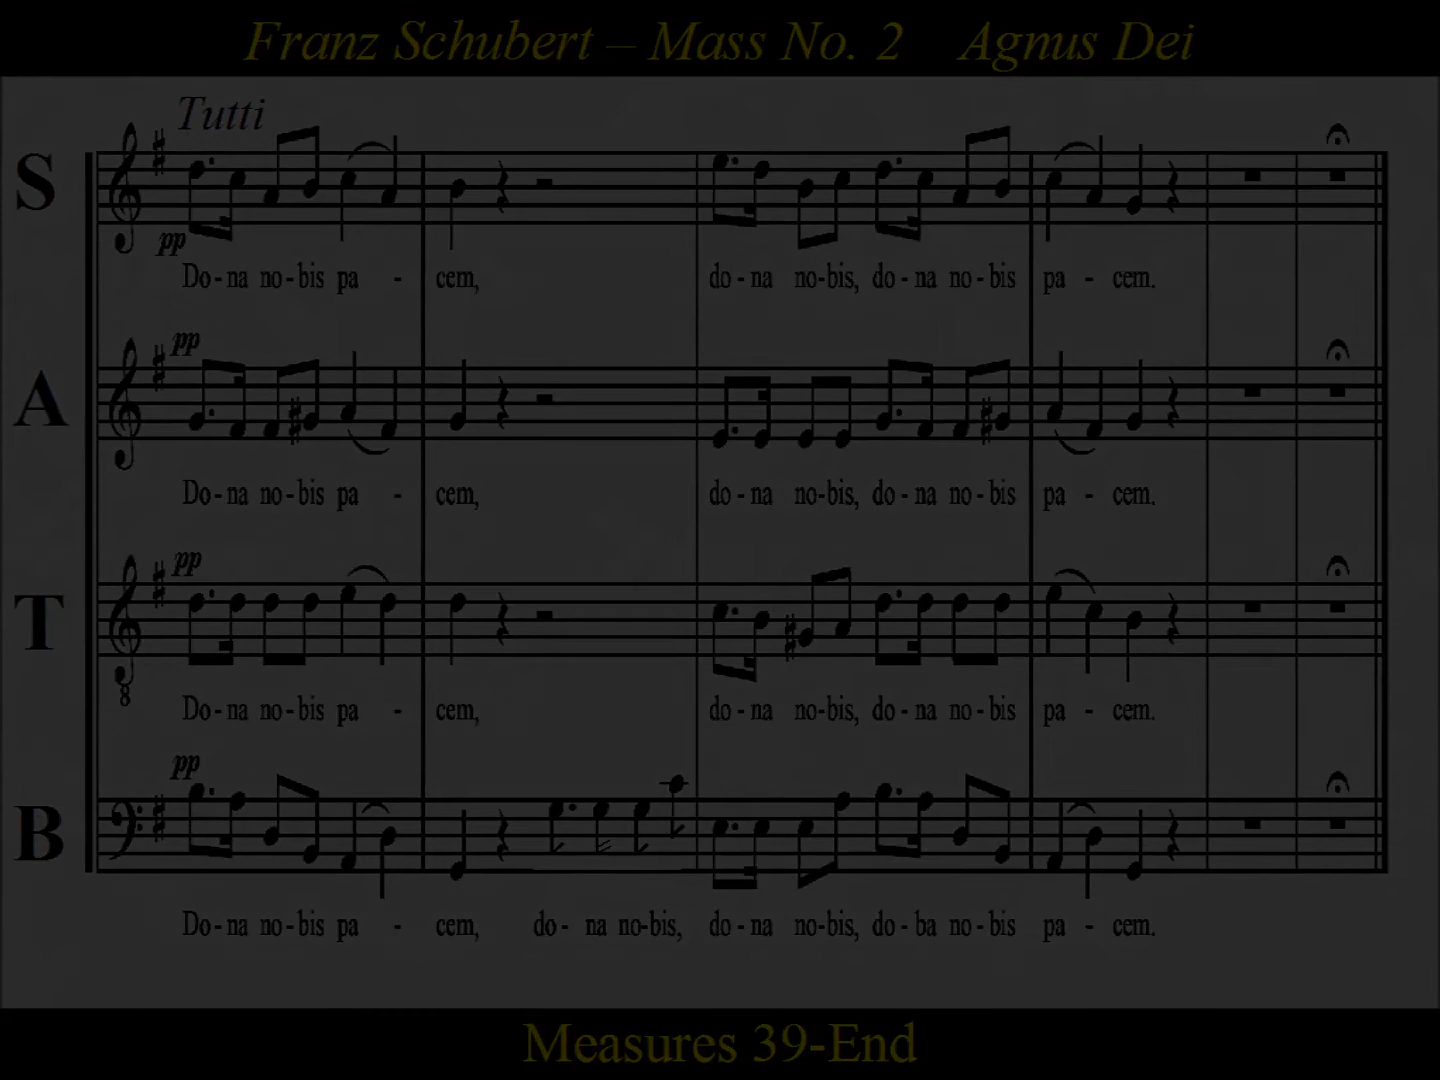 Franz Schubert – Mass No. 2 Agnus Dei
Tutti
S
pp
Do - na no - bis pa - cem, do - na no - bis, do - na no - bis pa - cem.
pp
A
Do - na no - bis pa - cem, do - na no - bis, do - na no - bis pa - cem.
pp
T
8
Do - na no - bis pa - cem, do - na no - bis, do - na no - bis pa - cem.
pp
B
Do - na no - bis pa - cem, do - na no - bis, do - na no - bis, do - ba no - bis pa - cem.
Measures 39-End